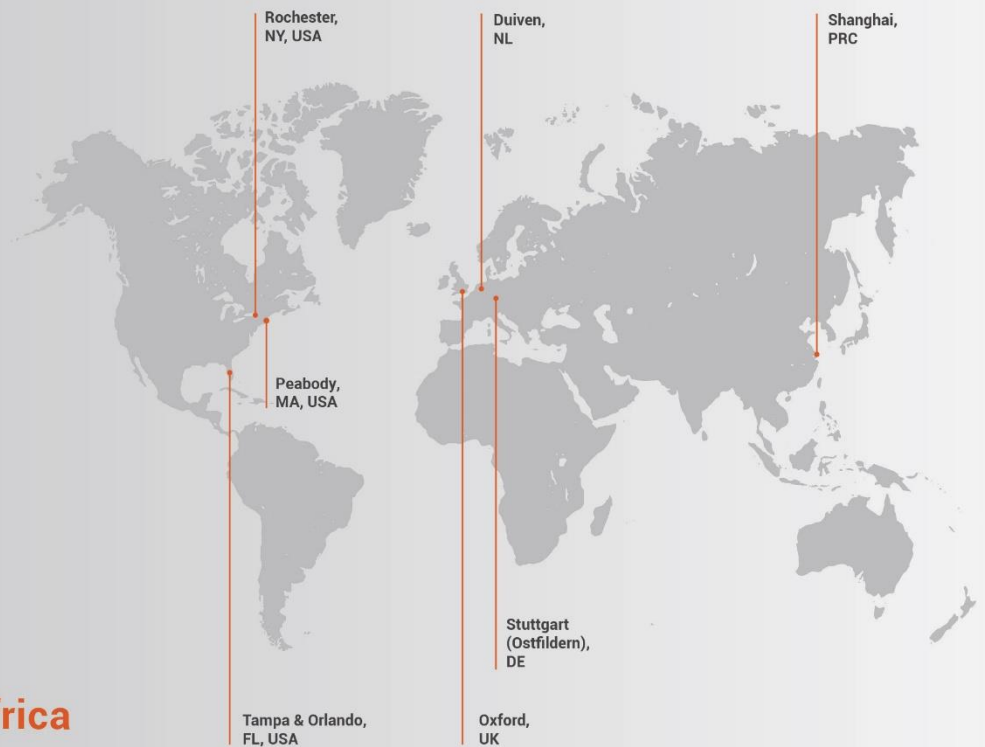 Rochester,
NY, USA
Duiven,
NL
Shanghai,
PRC
Peabody,
MA, USA
Stuttgart
(Ostfildern),
DE
Tampa & Orlando,
FL, USA
Oxford,
UK